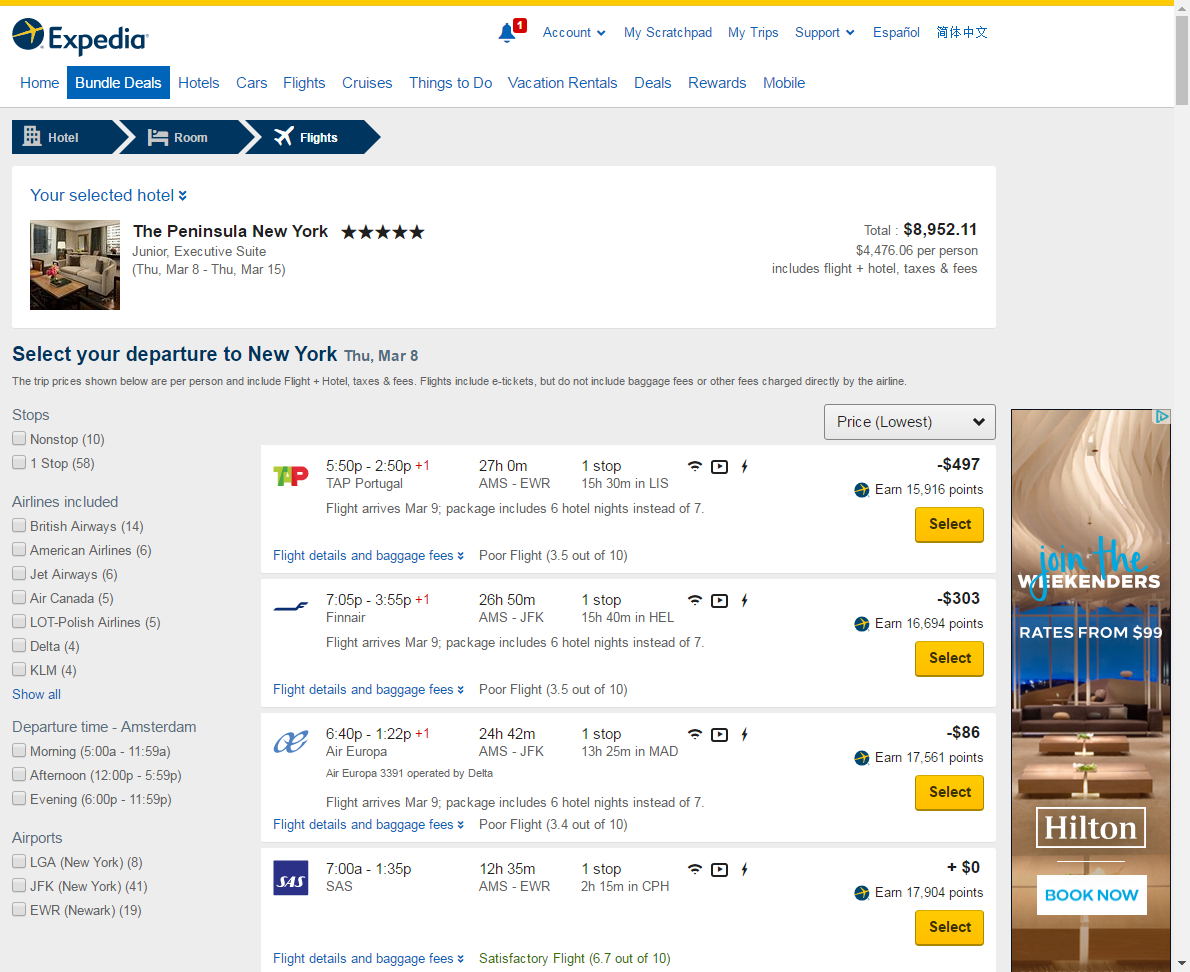 Expedia
1
Account
My Scratchpad
My Trips
Support
Español
简体中文
Home
Bundle Deals
Hotels
Cars
Flights
Cruises
Things to Do
Vacation Rentals
Deals
Rewards
Mobile
Hotel
Room
Flights
Your selected hotel
The Peninsula New York
Junior, Executive Suite
(Thu, Mar 8 - Thu, Mar 15)
Total : $8,952.11
$4,476.06 per person
includes flight + hotel, taxes & fees
Select your departure to New York Thu, Mar 8
The trip prices shown below are per person and include Flight + Hotel, taxes & fees. Flights include e-tickets, but do not include baggage fees or other fees charged directly by the airline.
Stops
Nonstop (10)
1 Stop (58)
Airlines included
British Airways (14)
American Airlines (6)
Jet Airways (6)
Air Canada (5)
LOT-Polish Airlines (5)
Delta (4)
KLM (4)
Show all
Departure time - Amsterdam
Morning (5:00a - 11:59a)
Afternoon (12:00p - 5:59p)
Evening (6:00p - 11:59p)
Airports
LGA (New York) (8)
JFK (New York) (41)
EWR (Newark) (19)
Price (Lowest)
TAP
5:50p - 2:50p +1
27h 0m
1 stop
-$497
TAP Portugal
AMS - EWR
15h 30m in LIS
Earn 15,916 points
Flight arrives Mar 9; package includes 6 hotel nights instead of 7.
Select
Flight details and baggage fees
Poor Flight (3.5 out of 10)
7:05p - 3:55p +1
26h 50m
1 stop
-$303
Finnair
AMS - JFK
15h 40m in HEL
Earn 16,694 points
Flight arrives Mar 9; package includes 6 hotel nights instead of 7.
Select
Flight details and baggage fees
Poor Flight (3.5 out of 10)
6:40p - 1:22p +1
24h 42m
1 stop
-$86
Air Europa
AMS - JFK
13h 25m in MAD
Earn 17,561 points
Air Europa 3391 operated by Delta
Select
Flight arrives Mar 9; package includes 6 hotel nights instead of 7.
Flight details and baggage fees
Poor Flight (3.4 out of 10)
SAS
7:00a - 1:35p
12h 35m
1 stop
+ $0
SAS
AMS - EWR
2h 15m in CPH
Earn 17,904 points
Select
Flight details and baggage fees
Satisfactory Flight (6.7 out of 10)
join the
WEEKENDERS
RATES FROM $99
Hilton
BOOK NOW